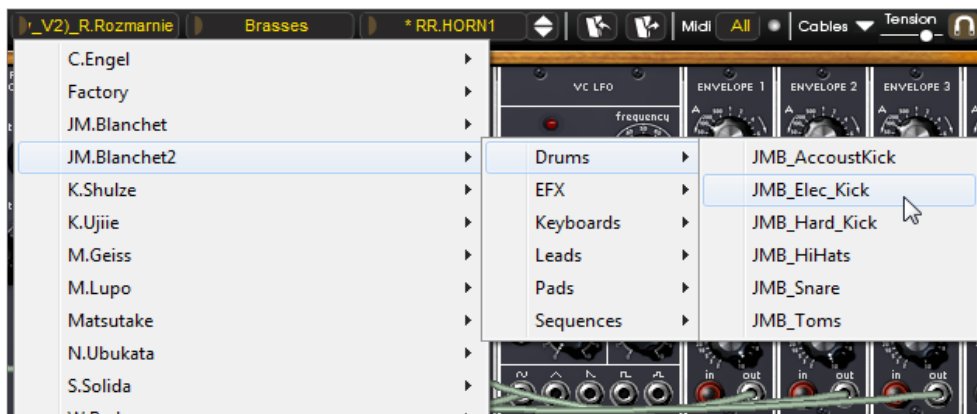 _V2)_R.Rozmarnie Brasses * RR.HORN1 Midi All Cables Tension
C.Engel
Factory
JM.Blanchet
JM.Blanchet2
K.Shulze
K.Ujiie
M.Geiss
M.Lupo
Matsutake
N.Ubukata
S.Solida
Drums
EFX
Keyboards
Leads
Pads
Sequences
JMB_AccoustKick
JMB_Elec_Kick
JMB_Hard_Kick
JMB_HiHats
JMB_Snare
JMB_Toms
VC LFO ENVELOPE 1 ENVELOPE 2 ENVELOPE 3
frequency
in out in out in out